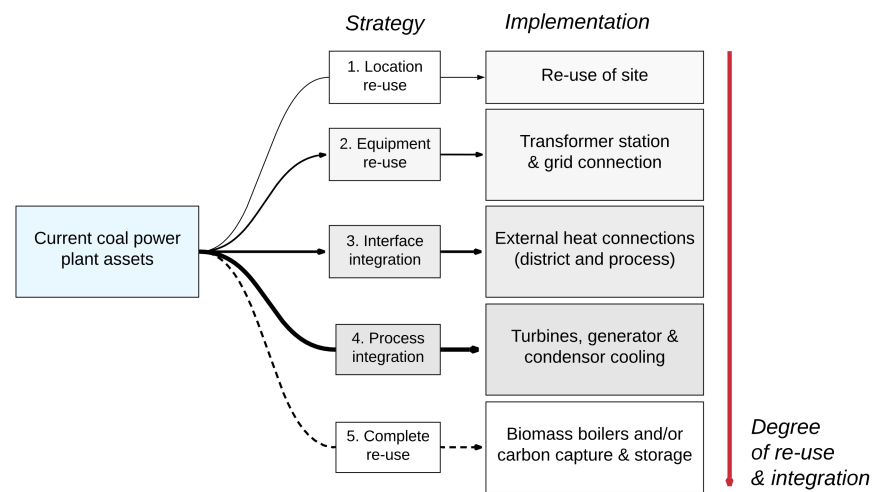 Strategy
Implementation
1. Location
re-use
Re-use of site
2. Equipment
re-use
Transformer station
& grid connection
Current coal power
plant assets
3. Interface
integration
External heat connections
(district and process)
4. Process
integration
Turbines, generator &
condensor cooling
5. Complete
re-use
Biomass boilers and/or
carbon capture & storage
Degree
of re-use
& integration